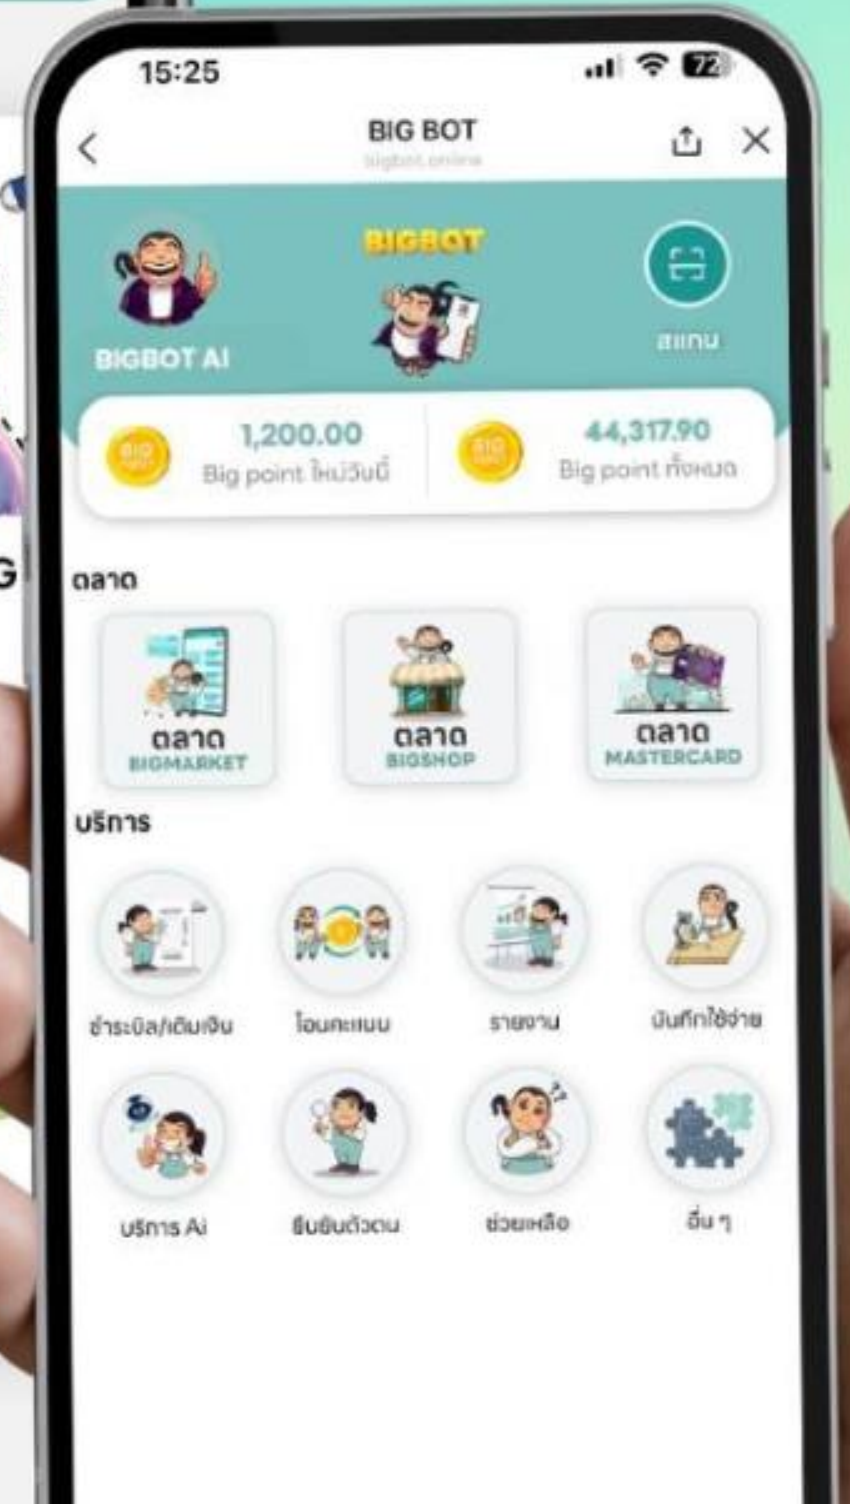 15:25
72
BIG BOT
bigbot.online
BIGBOT
BIGBOT AI
สแกน
1,200.00
Big point ใหม่วันนี้
44,317.90
Big point ทั้งหมด
G
ตลาด
ตลาด
BIGMARKET
ตลาด
BIGSHOP
ตลาด
MASTERCARD
บริการ
ชำระบิล/เติมเงิน
โอนคะแนน
รายงาน
บันทึกใช้จ่าย
บริการ Ai
ยืนยันตัวตน
ช่วยเหลือ
อื่น ๆ